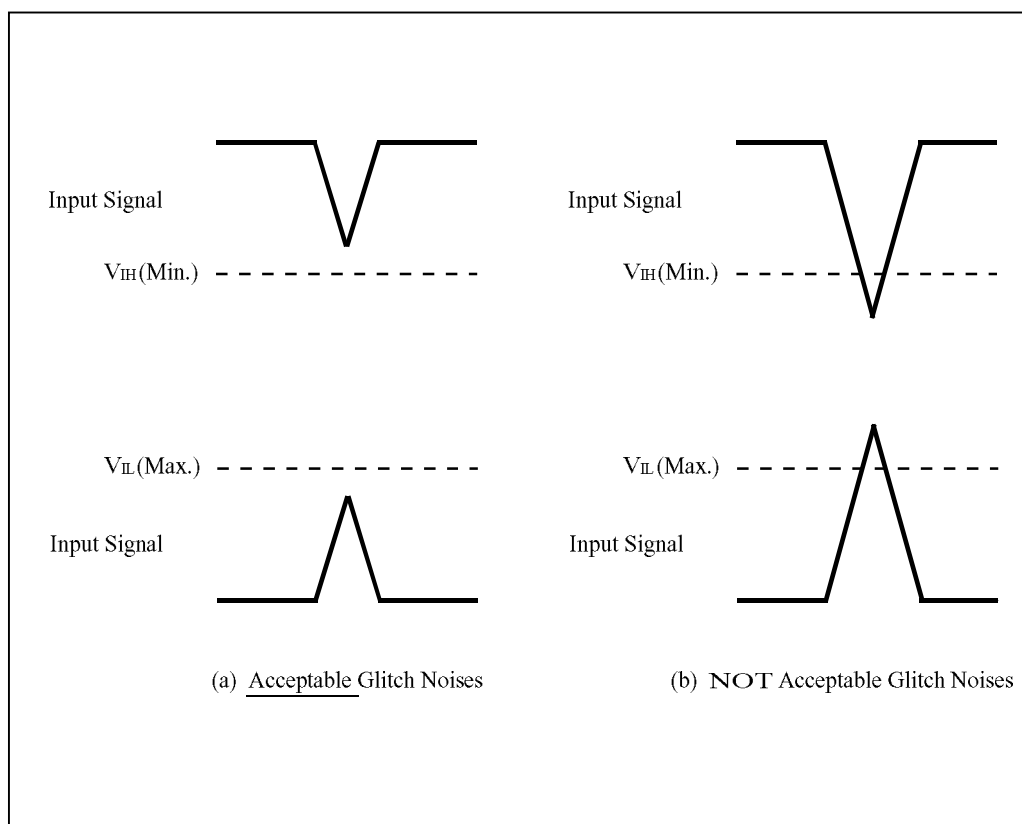 Input Signal
VIH(Min.)
VIL(Max.)
Input Signal
(a) Acceptable Glitch Noises
Input Signal
VIH(Min.)
VIL(Max.)
Input Signal
(b) NOT Acceptable Glitch Noises